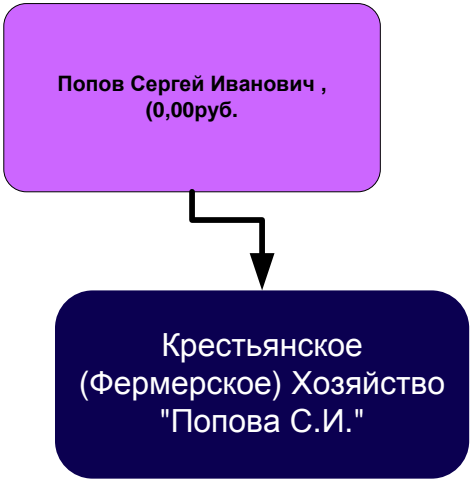 Попов Сергей Иванович ,
(0,00руб.
Крестьянское
(Фермерское) Хозяйство
"Попова С.И."